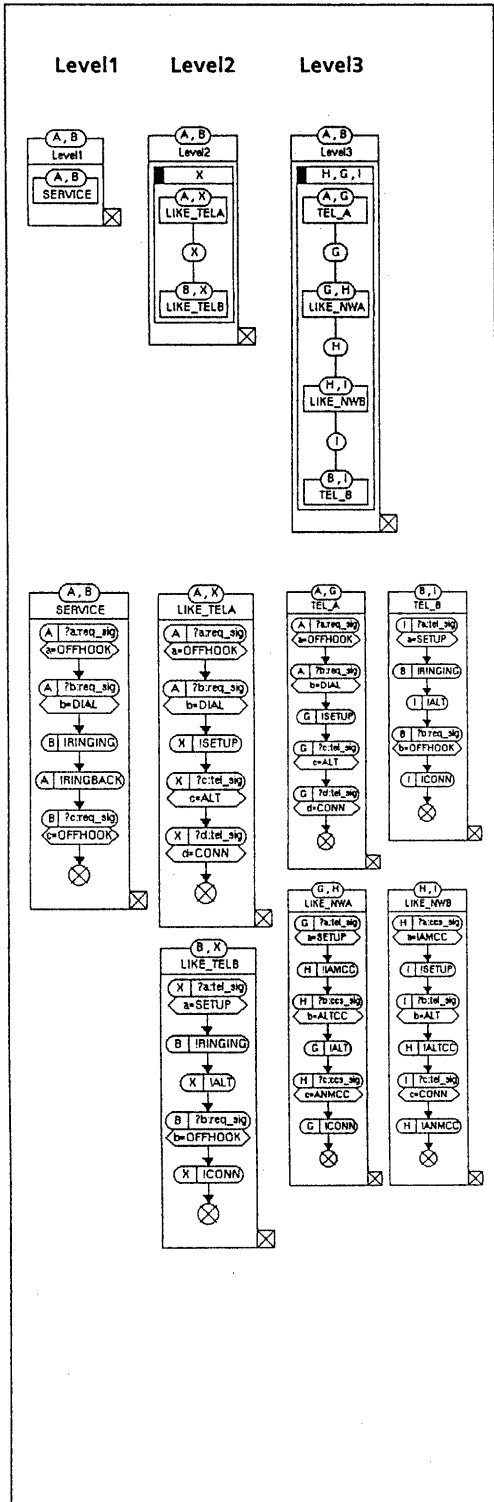 Level1 Level2 Level3
A, B
Level1
A, B
SERVICE
A, B
Level2
X
A, X
LIKE_TELA
X
B, X
LIKE_TELB
A, B
Level3
H, G, I
A, G
TEL_A
G
G, H
LIKE_NWA
H
H, I
LIKE_NWB
I
B, I
TEL_B
A, B
SERVICE
A ?a:req_sig
a=OFFHOOK
A ?b:req_sig
b=DIAL
B !RINGING
A !RINGBACK
B ?c:req_sig
c=OFFHOOK
A, X
LIKE_TELA
A ?a:req_sig
a=OFFHOOK
A ?b:req_sig
b=DIAL
X !SETUP
X ?c:tel_sig
c=ALT
X ?d:tel_sig
d=CONN
B, X
LIKE_TELB
X ?a:tel_sig
a=SETUP
B !RINGING
X !ALT
B ?b:req_sig
b=OFFHOOK
X !CONN
A, G
TEL_A
A ?a:req_sig
a=OFFHOOK
A ?b:req_sig
b=DIAL
G !SETUP
G ?c:tel_sig
c=ALT
G ?d:tel_sig
d=CONN
B, I
TEL_B
I ?a:tel_sig
a=SETUP
B !RINGING
I !ALT
B ?b:req_sig
b=OFFHOOK
I !CONN
G, H
LIKE_NWA
G ?a:tel_sig
a=SETUP
H !IAMCC
H ?b:ccs_sig
b=ALTCC
G !ALT
H ?c:ccs_sig
c=ANMCC
G !CONN
H, I
LIKE_NWB
H ?a:ccs_sig
a=IAMCC
I !SETUP
I ?b:tel_sig
b=ALT
H !ALTCC
I ?c:tel_sig
c=CONN
H !ANMCC